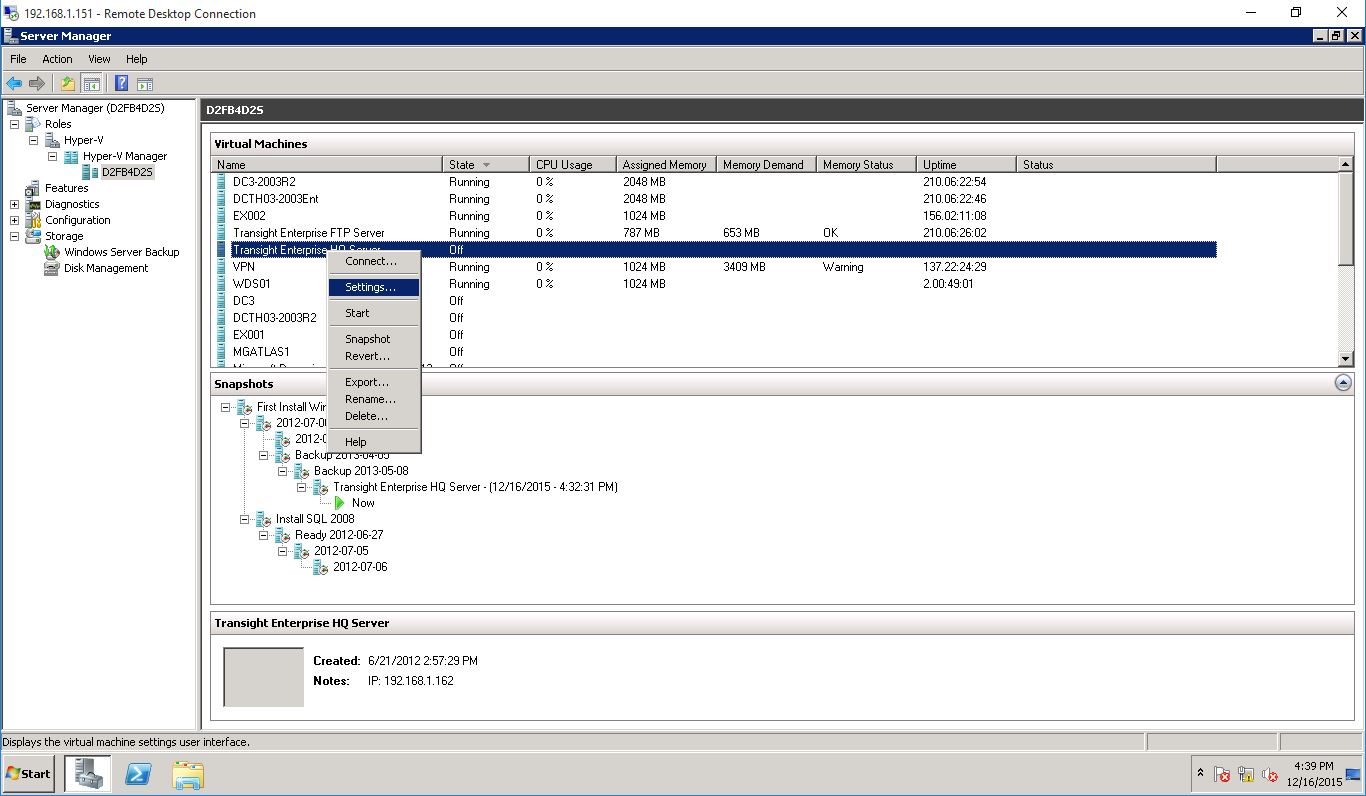 192.168.1.151 - Remote Desktop Connection
Server Manager
File Action View Help
Server Manager (D2FB4D2S)
Roles
Hyper-V
Hyper-V Manager
D2FB4D2S
Features
Diagnostics
Configuration
Storage
Windows Server Backup
Disk Management
D2FB4D2S
Virtual Machines
Name State CPU Usage Assigned Memory Memory Demand Memory Status Uptime Status
DC3-2003R2 Running 0 % 2048 MB 210.06:22:54
DCTH03-2003Ent Running 0 % 2048 MB 210.06:22:46
EX002 Running 0 % 1024 MB 156.02:11:08
Transight Enterprise FTP Server Running 0 % 787 MB 653 MB OK 210.06:26:02
Transight Enterprise HQ Server Off
VPN Running 0 % 1024 MB 3409 MB Warning 137.22:24:29
WDS01 Running 0 % 1024 MB 2.00:49:01
DC3 Off
DCTH03-2003R2 Off
EX001 Off
MGATLAS1 Off
Off
Connect...
Settings...
Start
Snapshot
Revert...
Export...
Rename...
Delete...
Help
Snapshots
First Install
2012-07-0
2012-
Backup 2013-04-05
Backup 2013-05-08
Transight Enterprise HQ Server - (12/16/2015 - 4:32:31 PM)
Now
Install SQL 2008
Ready 2012-06-27
2012-07-05
2012-07-06
Transight Enterprise HQ Server
Created: 6/21/2012 2:57:29 PM
Notes: IP: 192.168.1.162
Displays the virtual machine settings user interface.
Start
4:39 PM
12/16/2015